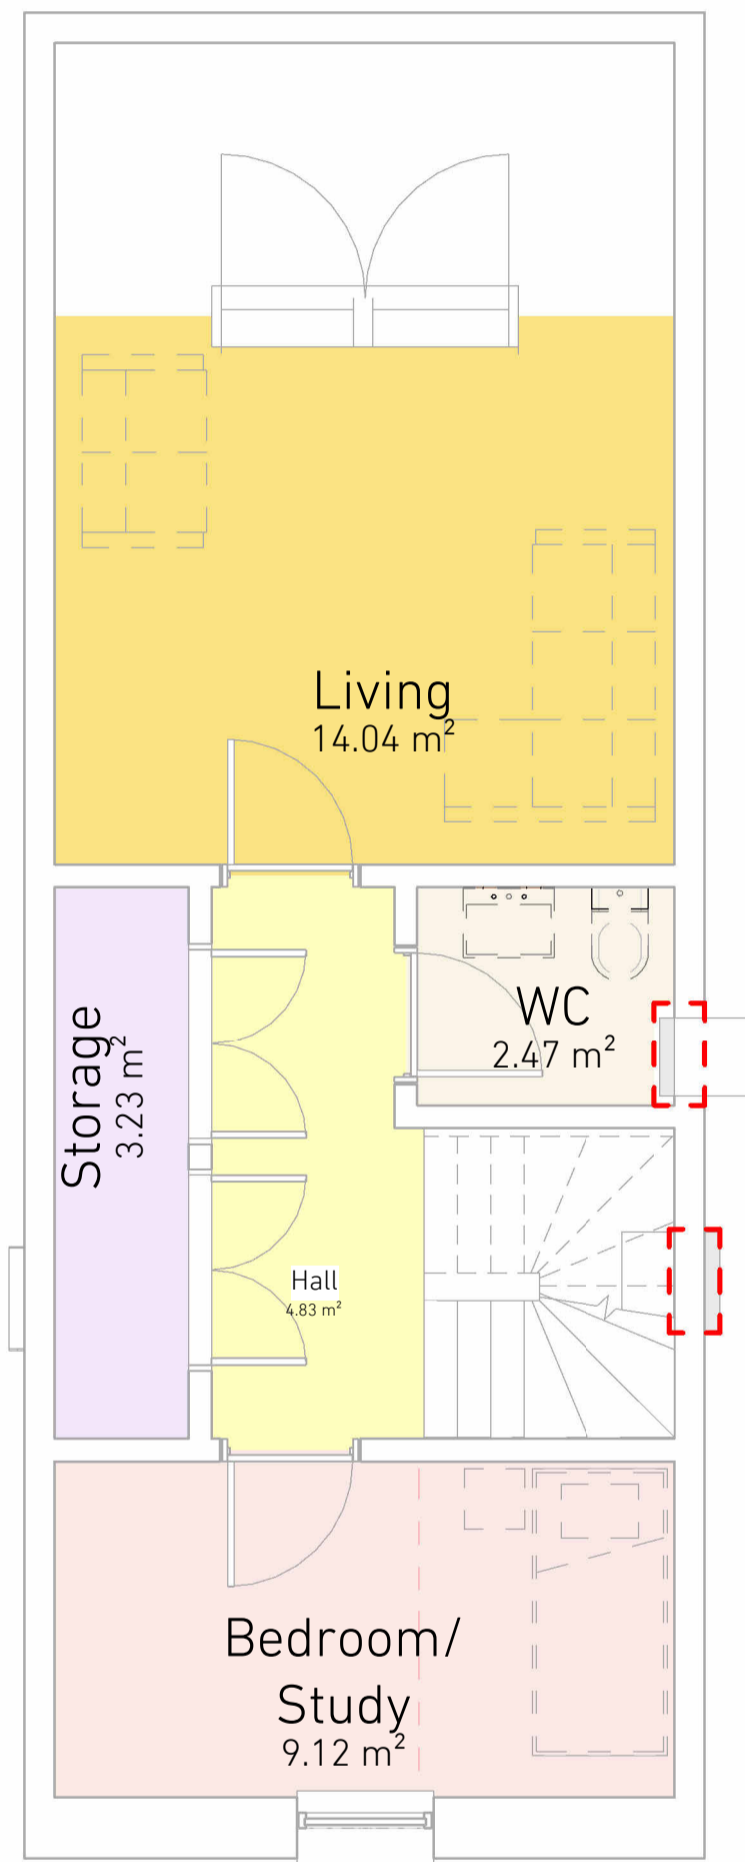 Living
14.04 m²
WC
2.47 m²
Storage
3.23 m²
Hall
4.83 m²
Bedroom/
Study
9.12 m²